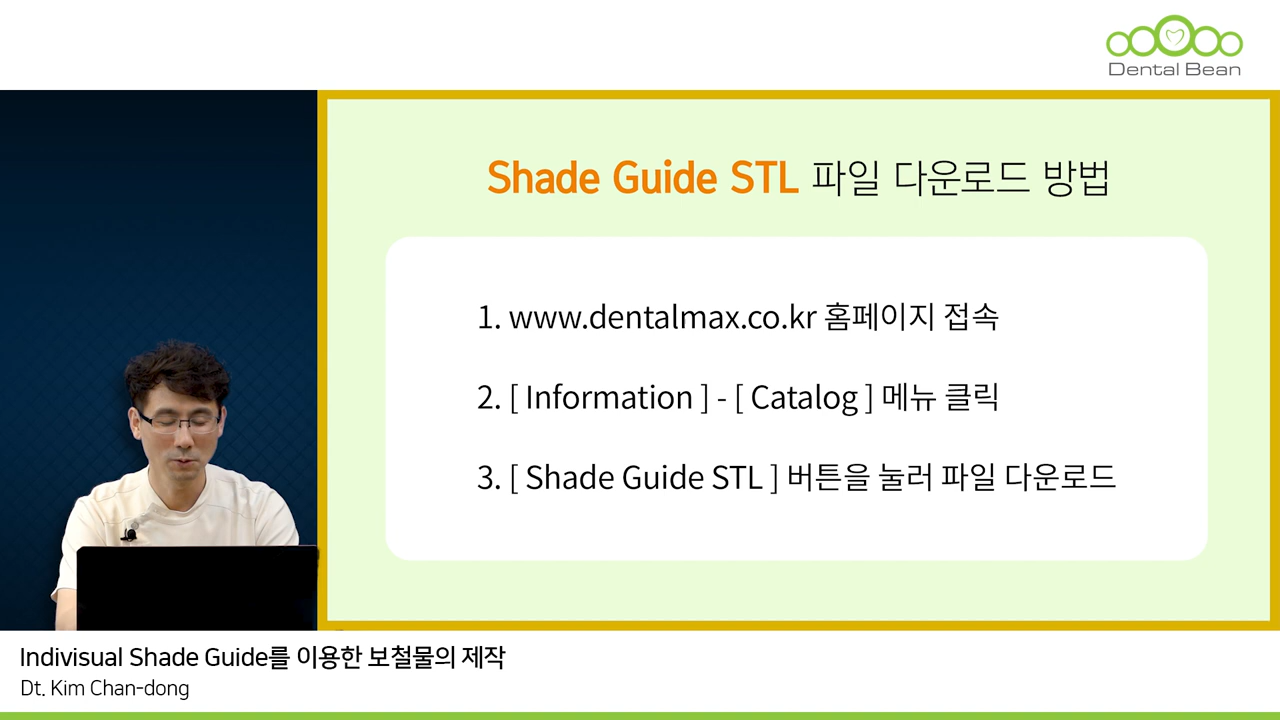 Dental Bean
Shade Guide STL 파일 다운로드 방법
1. www.dentalmax.co.kr 홈페이지 접속
2. [ Information ] - [ Catalog ] 메뉴 클릭
3. [ Shade Guide STL ] 버튼을 눌러 파일 다운로드
Indivisual Shade Guide를 이용한 보철물의 제작
Dt. Kim Chan-dong